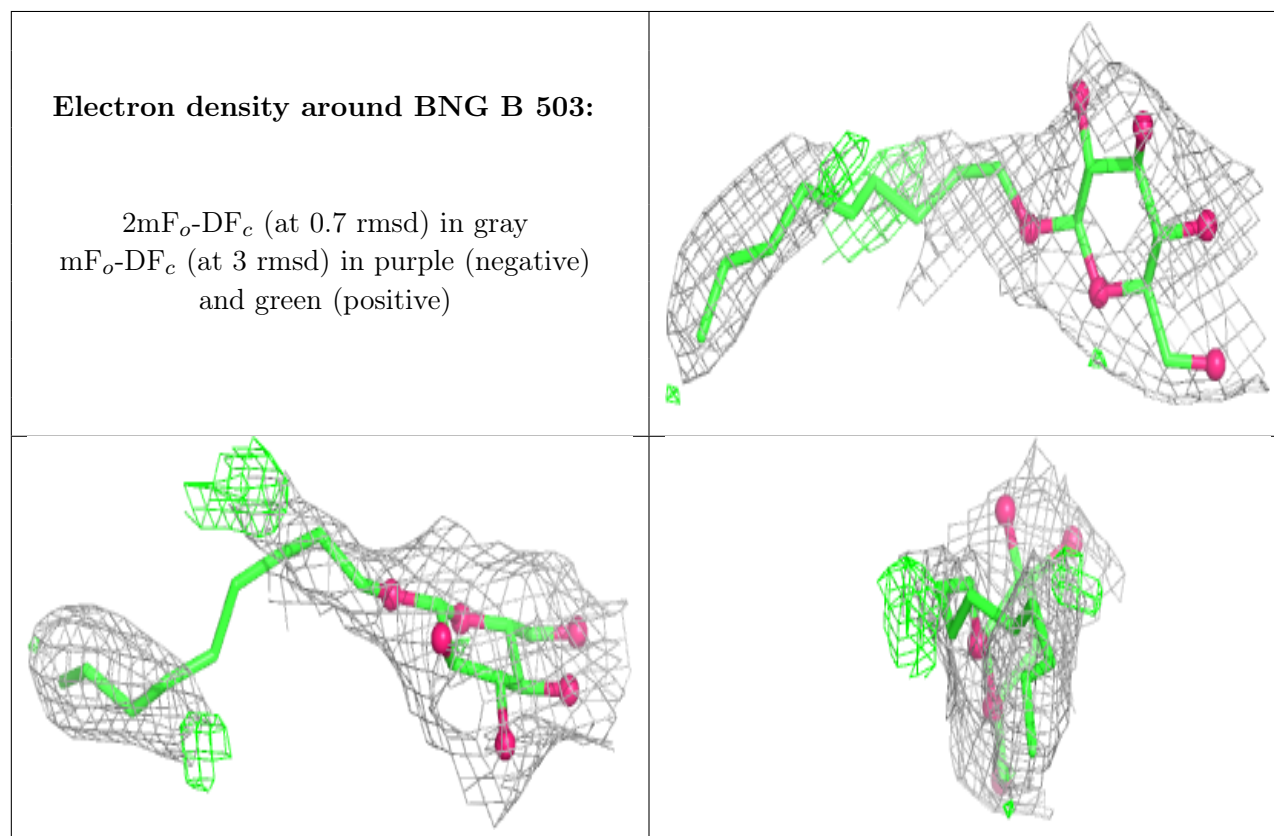 Electron density around BNG B 503:
2mFo-DFc (at 0.7 rmsd) in gray
mFo-DFc (at 3 rmsd) in purple (negative)
and green (positive)